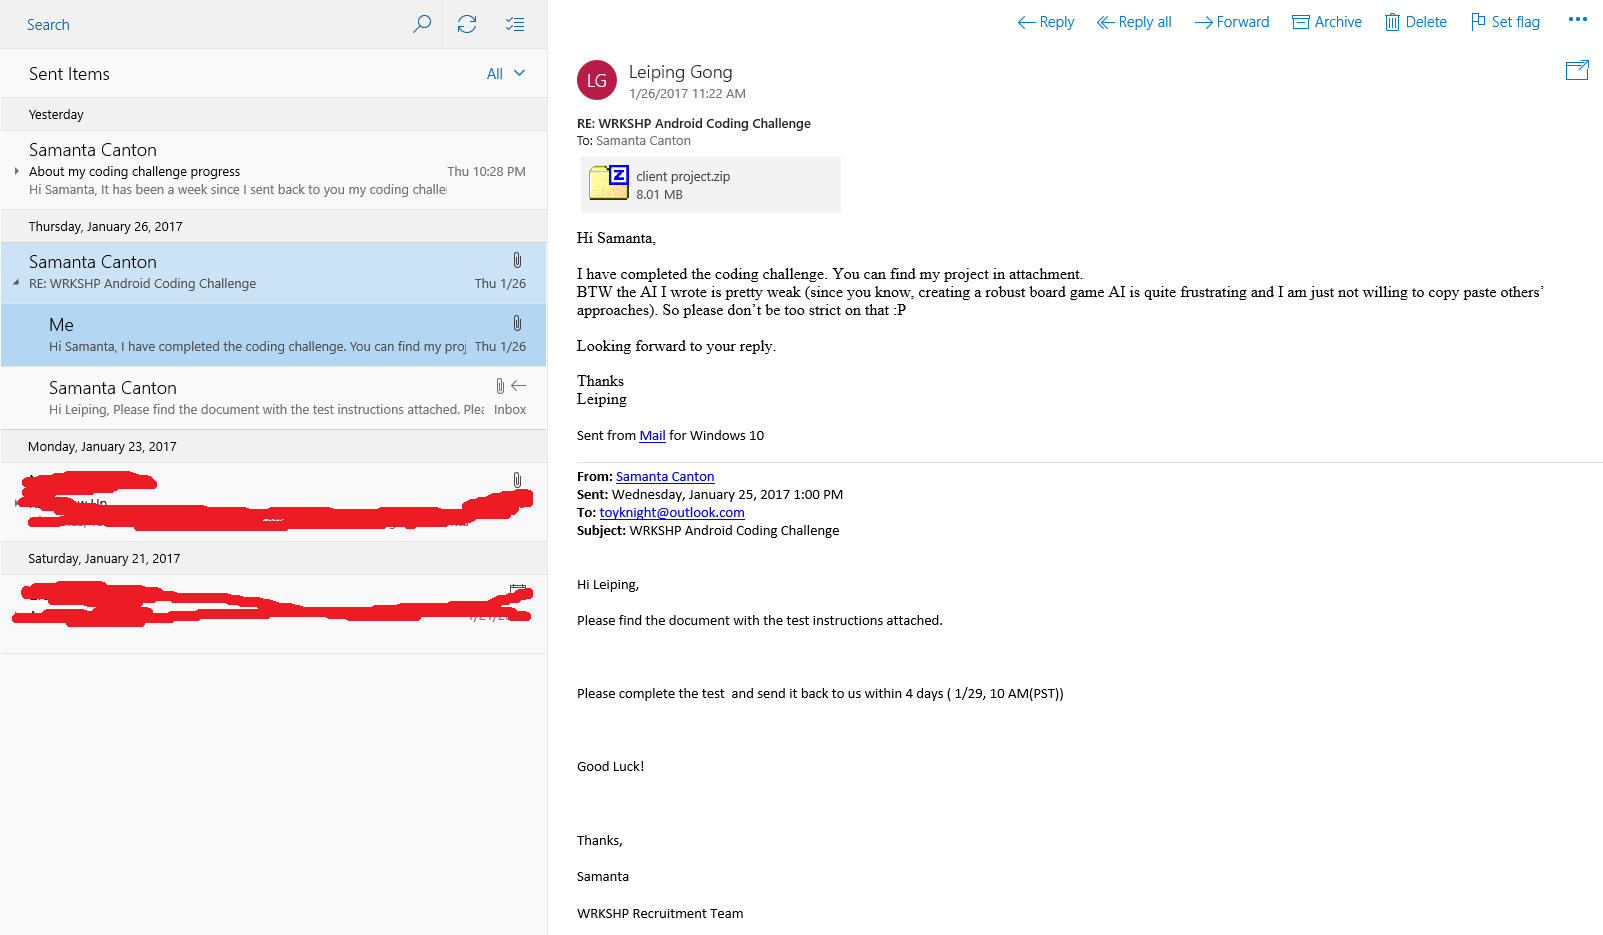 Search
Sent Items
All
Yesterday
Samanta Canton
About my coding challenge progress
Thu 10:28 PM
Hi Samanta, It has been a week since I sent back to you my coding challe
Thursday, January 26, 2017
Samanta Canton
RE: WRKSHP Android Coding Challenge
Thu 1/26
Me
Hi Samanta, I have completed the coding challenge. You can find my proj
Thu 1/26
Samanta Canton
Hi Leiping, Please find the document with the test instructions attached. Plea
Inbox
Monday, January 23, 2017
Saturday, January 21, 2017
Reply
Reply all
Forward
Archive
Delete
Set flag
LG
Leiping Gong
1/26/2017 11:22 AM
RE: WRKSHP Android Coding Challenge
To: Samanta Canton
Z
client project.zip
8.01 MB
Hi Samanta,
I have completed the coding challenge. You can find my project in attachment.
BTW the AI I wrote is pretty weak (since you know, creating a robust board game AI is quite frustrating and I am just not willing to copy paste others’
approaches). So please don’t be too strict on that :P
Looking forward to your reply.
Thanks
Leiping
Sent from Mail for Windows 10
From: Samanta Canton
Sent: Wednesday, January 25, 2017 1:00 PM
To: toyknight@outlook.com
Subject: WRKSHP Android Coding Challenge
Hi Leiping,
Please find the document with the test instructions attached.
Please complete the test  and send it back to us within 4 days ( 1/29, 10 AM(PST))
Good Luck!
Thanks,
Samanta
WRKSHP Recruitment Team